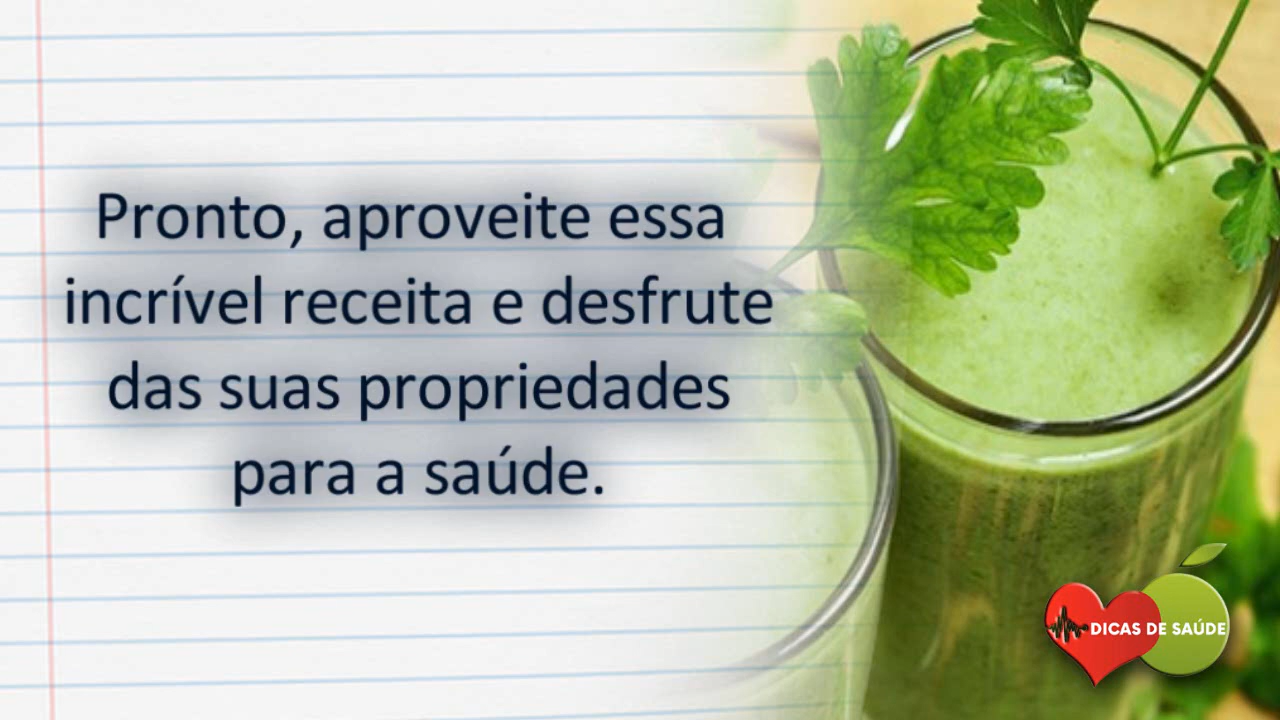 Pronto, aproveite essa
incrível receita e desfrute
das suas propriedades
para a saúde.
DICAS DE SAÚDE